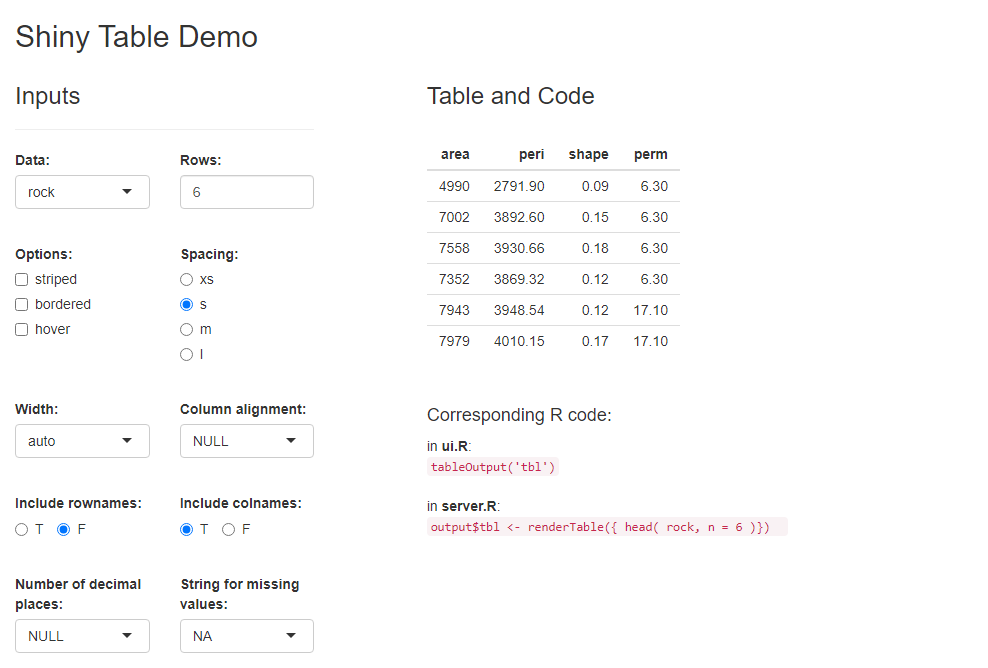 Shiny Table Demo
Inputs
Data: Rows:
rock 6
Options: Spacing:
striped xs
bordered s
hover m
l
Width: Column alignment:
auto NULL
Include rownames: Include colnames:
T F T F
Number of decimal String for missing
places: values:
NULL NA
Table and Code
area peri shape perm
4990 2791.90 0.09 6.30
7002 3892.60 0.15 6.30
7558 3930.66 0.18 6.30
7352 3869.32 0.12 6.30
7943 3948.54 0.12 17.10
7979 4010.15 0.17 17.10
Corresponding R code:
in ui.R:
tableOutput('tbl')
in server.R:
output$tbl <- renderTable({ head( rock, n = 6 )})